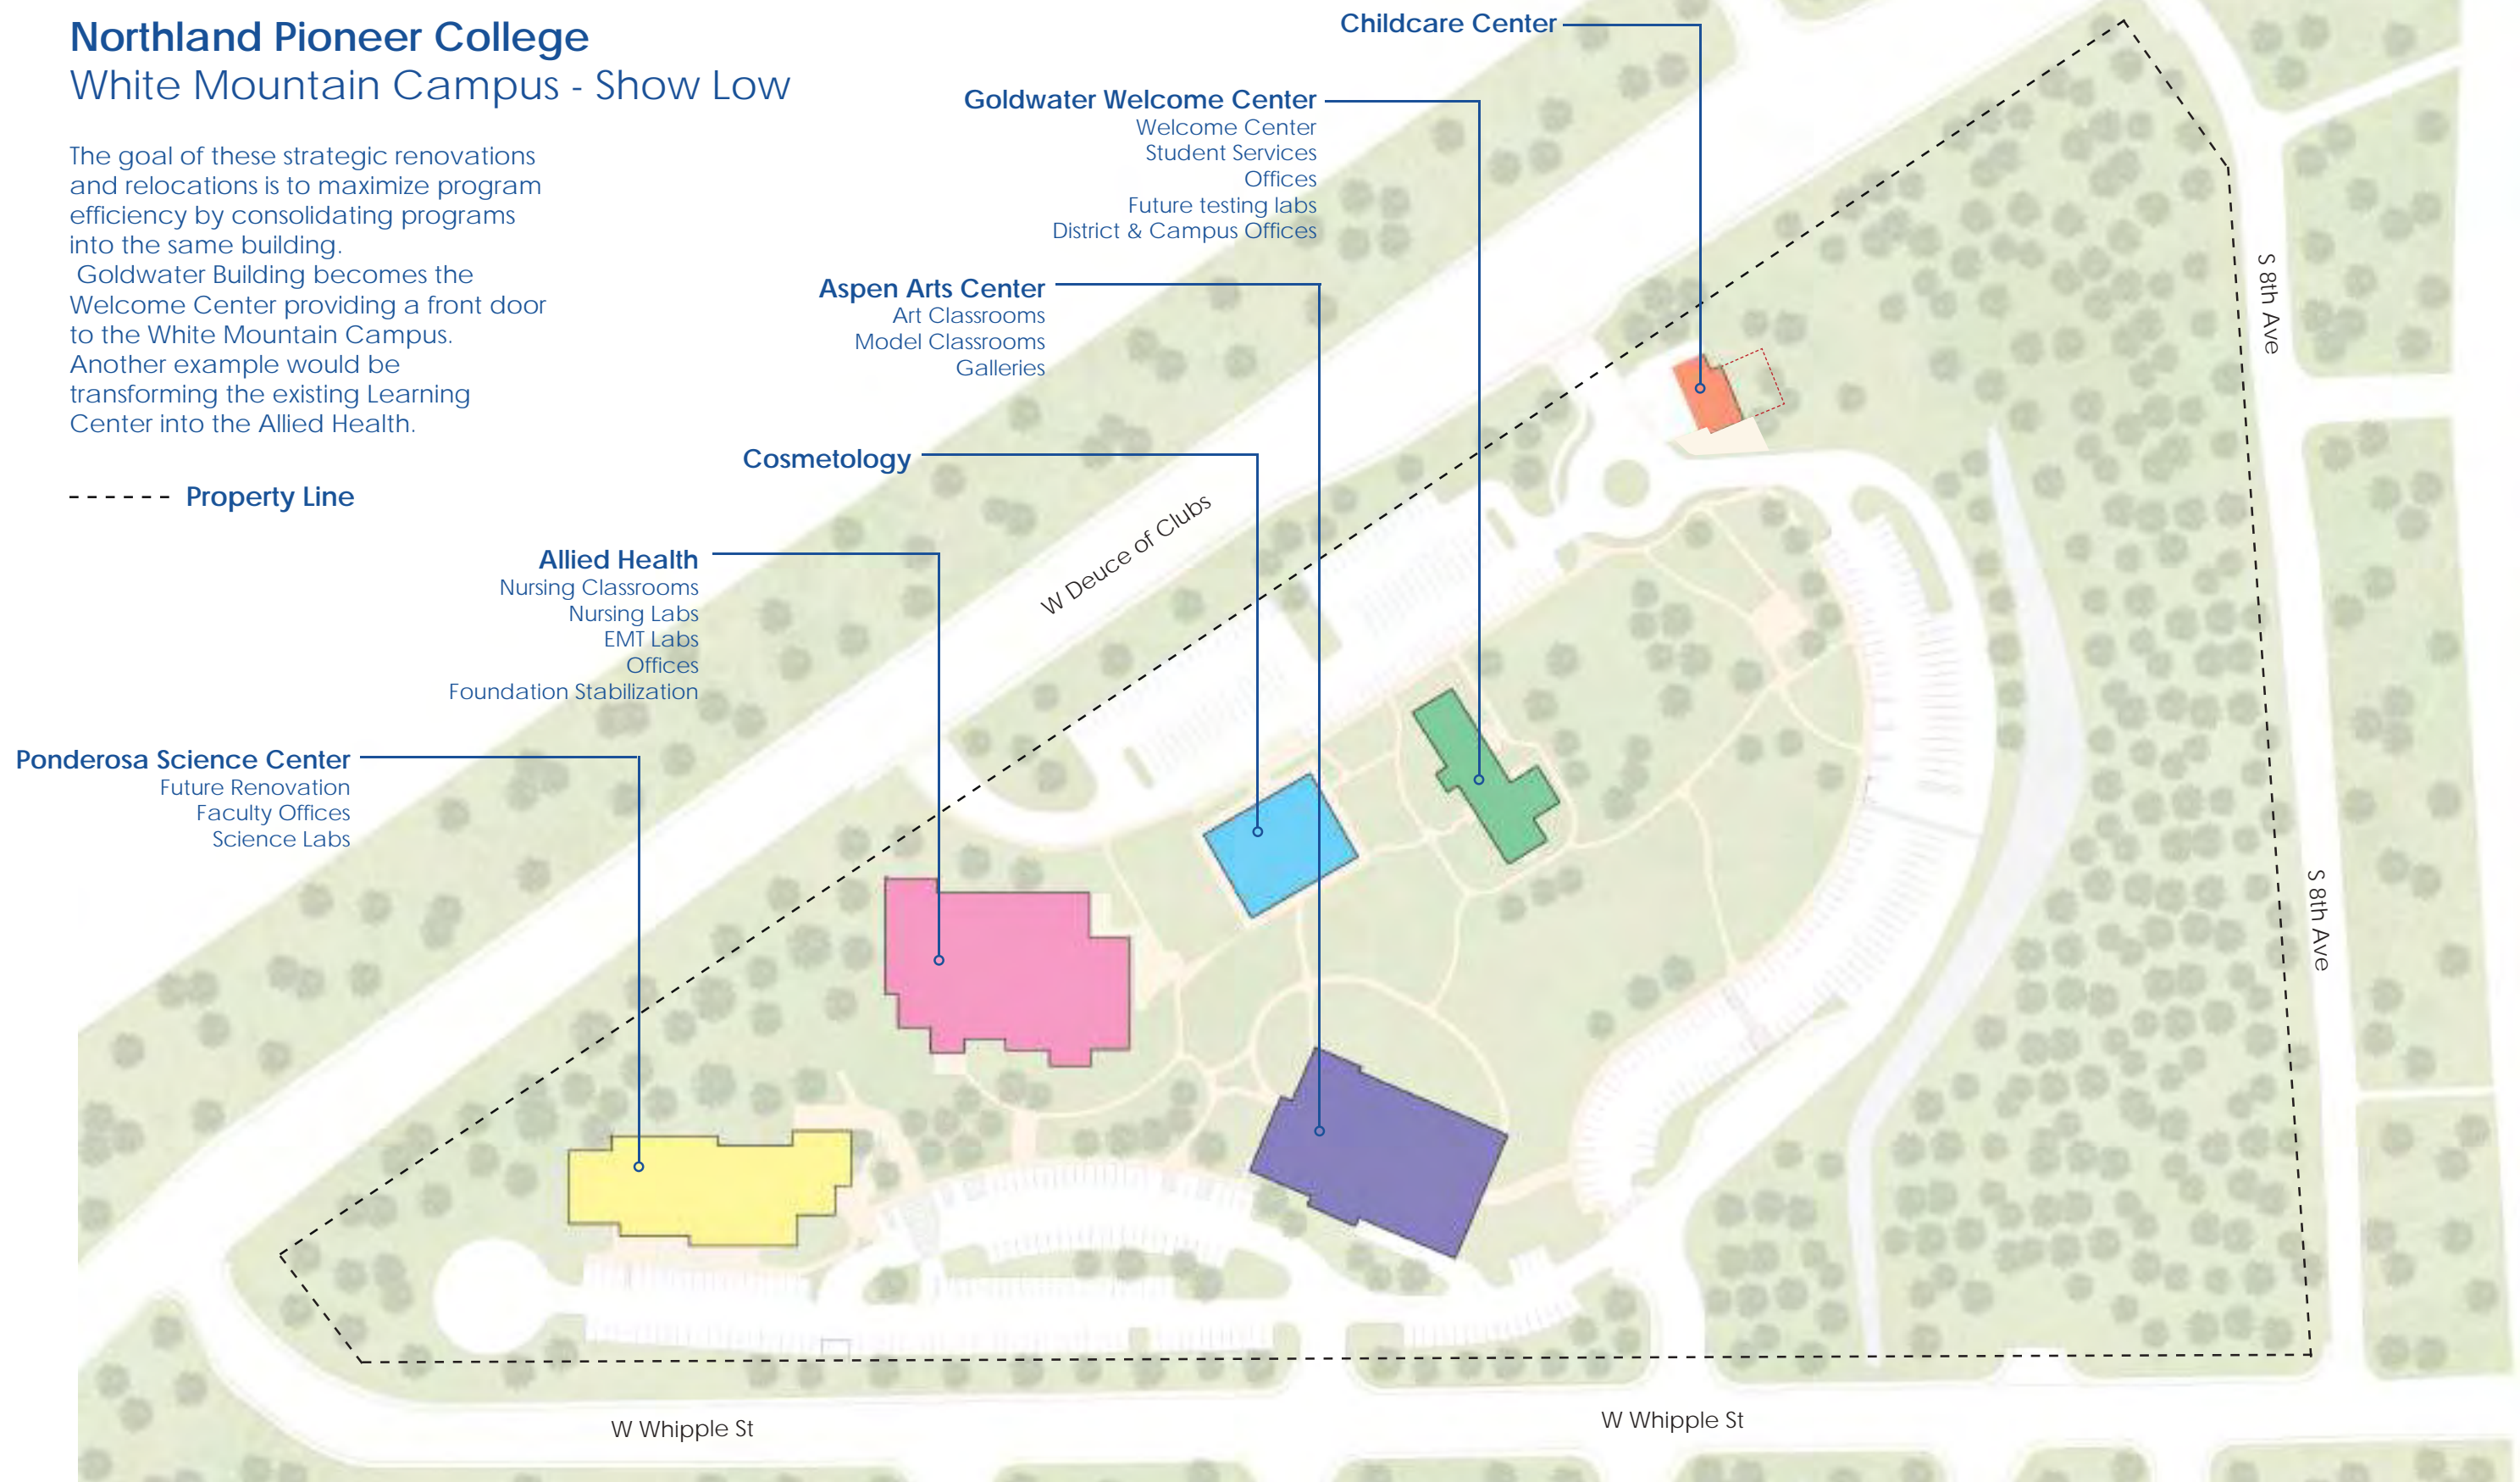 Northland Pioneer College
White Mountain Campus - Show Low
The goal of these strategic renovations
and relocations is to maximize program
efficiency by consolidating programs
into the same building.
Goldwater Building becomes the
Welcome Center providing a front door
to the White Mountain Campus.
Another example would be
transforming the existing Learning
Center into the Allied Health.
Property Line
Childcare Center
Goldwater Welcome Center
Welcome Center
Student Services
Offices
Future testing labs
District & Campus Offices
Aspen Arts Center
Art Classrooms
Model Classrooms
Galleries
Cosmetology
Allied Health
Nursing Classrooms
Nursing Labs
EMT Labs
Offices
Foundation Stabilization
Ponderosa Science Center
Future Renovation
Faculty Offices
Science Labs
W Deuce of Clubs
S 8th Ave
S 8th Ave
W Whipple St
W Whipple St